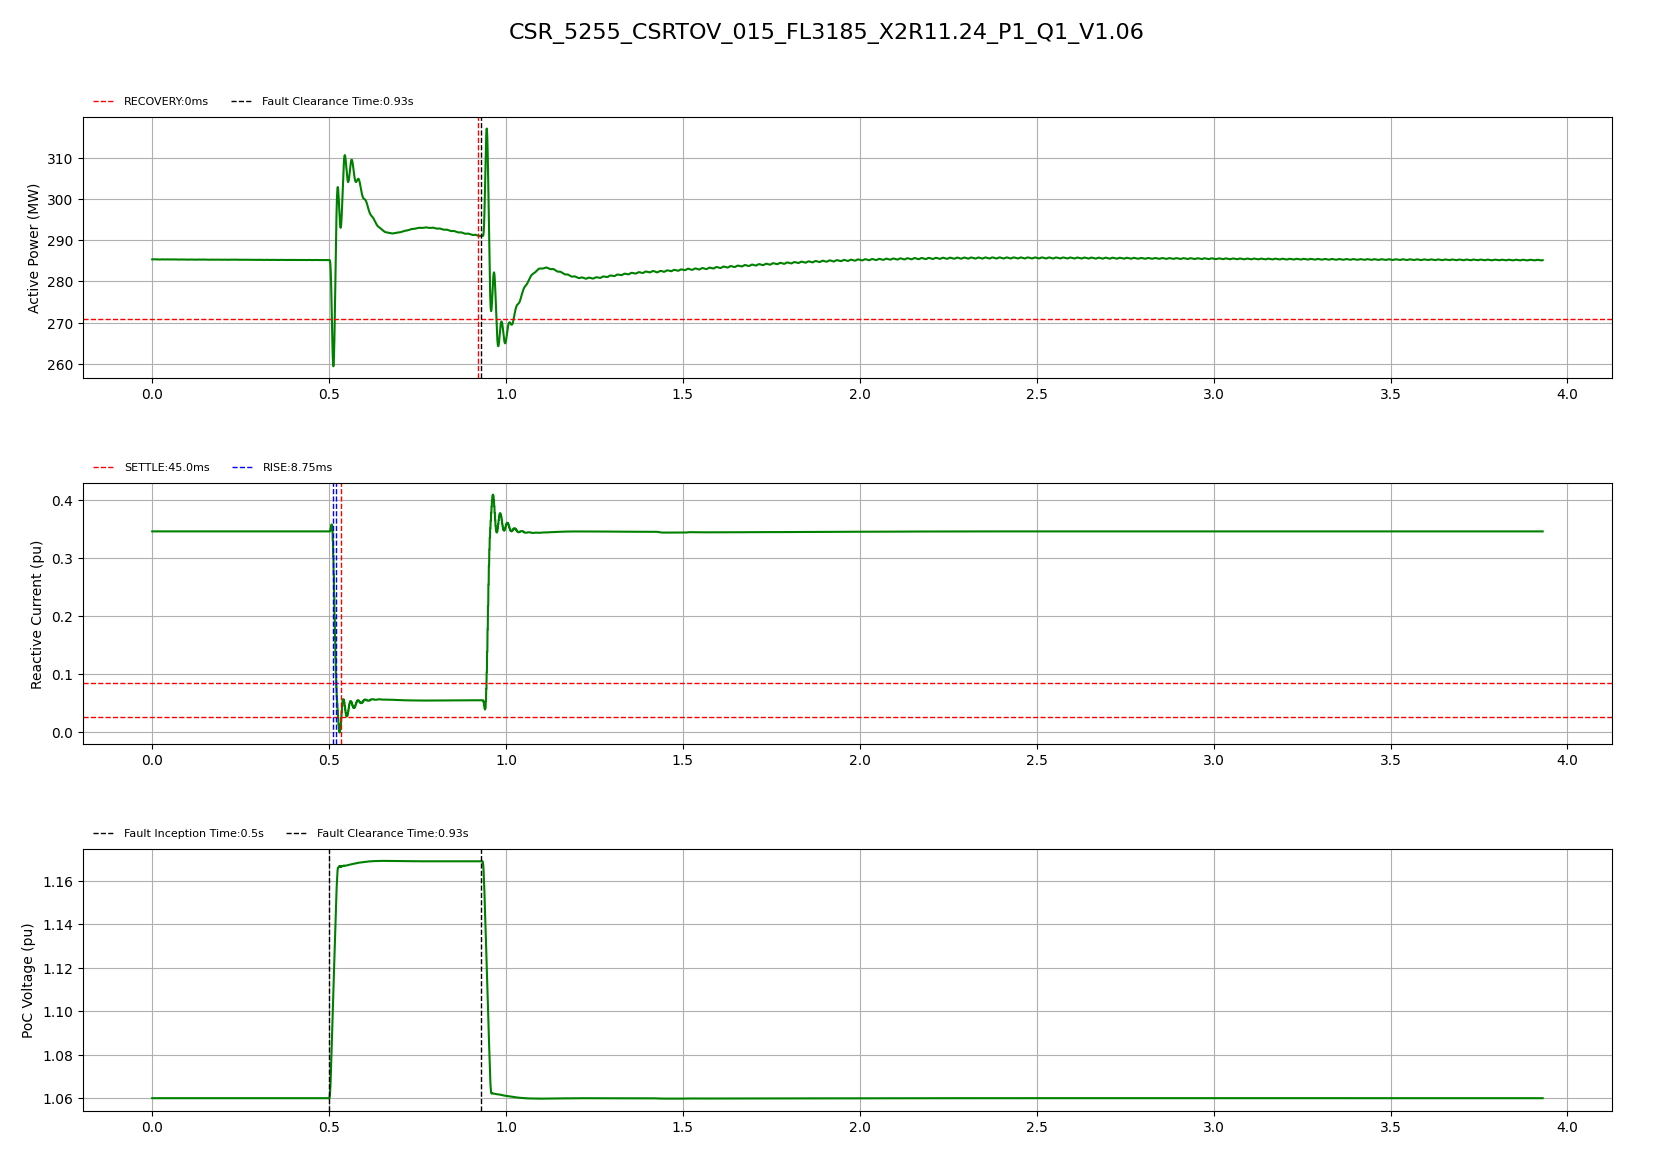 CSR_5255_CSRTOV_015_FL3185_X2R11.24_P1_Q1_V1.06
RECOVERY:0ms Fault Clearance Time:0.93s
Active Power (MW)
310
300
290
280
270
260
0.0 0.5 1.0 1.5 2.0 2.5 3.0 3.5 4.0
SETTLE:45.0ms RISE:8.75ms
Reactive Current (pu)
0.4
0.3
0.2
0.1
0.0
0.0 0.5 1.0 1.5 2.0 2.5 3.0 3.5 4.0
Fault Inception Time:0.5s Fault Clearance Time:0.93s
PoC Voltage (pu)
1.16
1.14
1.12
1.10
1.08
1.06
0.0 0.5 1.0 1.5 2.0 2.5 3.0 3.5 4.0